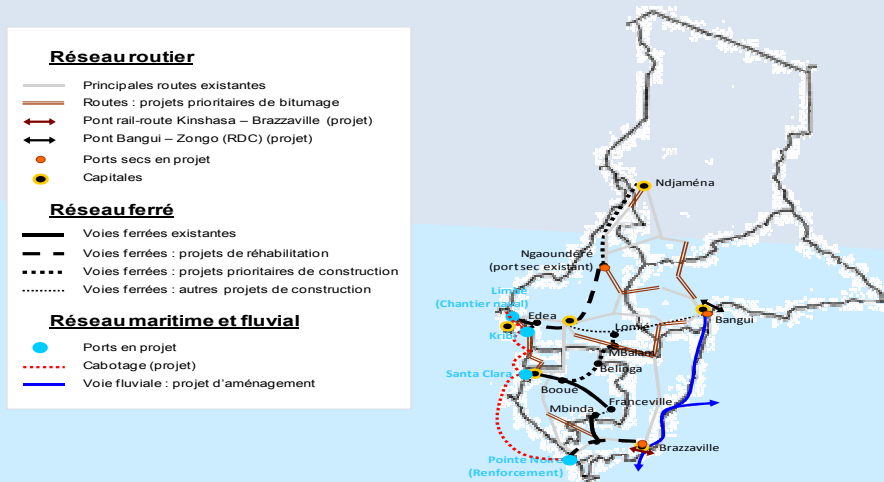 Réseau routier
Principales routes existantes
Routes : projets prioritaires de bitumage
Pont rail-route Kinshasa – Brazzaville (projet)
Pont Bangui – Zongo (RDC) (projet)
Ports secs en projet
Capitales
Réseau ferré
Voies ferrées existantes
Voies ferrées : projets de réhabilitation
Voies ferrées : projets prioritaires de construction
Voies ferrées : autres projets de construction
Réseau maritime et fluvial
Ports en projet
Cabotage (projet)
Voie fluviale : projet d’aménagement
Ndjaména
Ngaoundéré
(port sec existant)
Limbé
(Chantier naval)
Edea
Kribi
Lomié
Bangui
MBalam
Belinga
Santa Clara
Booué
Franceville
Mbinda
Brazzaville
Pointe Noire
(Renforcement)